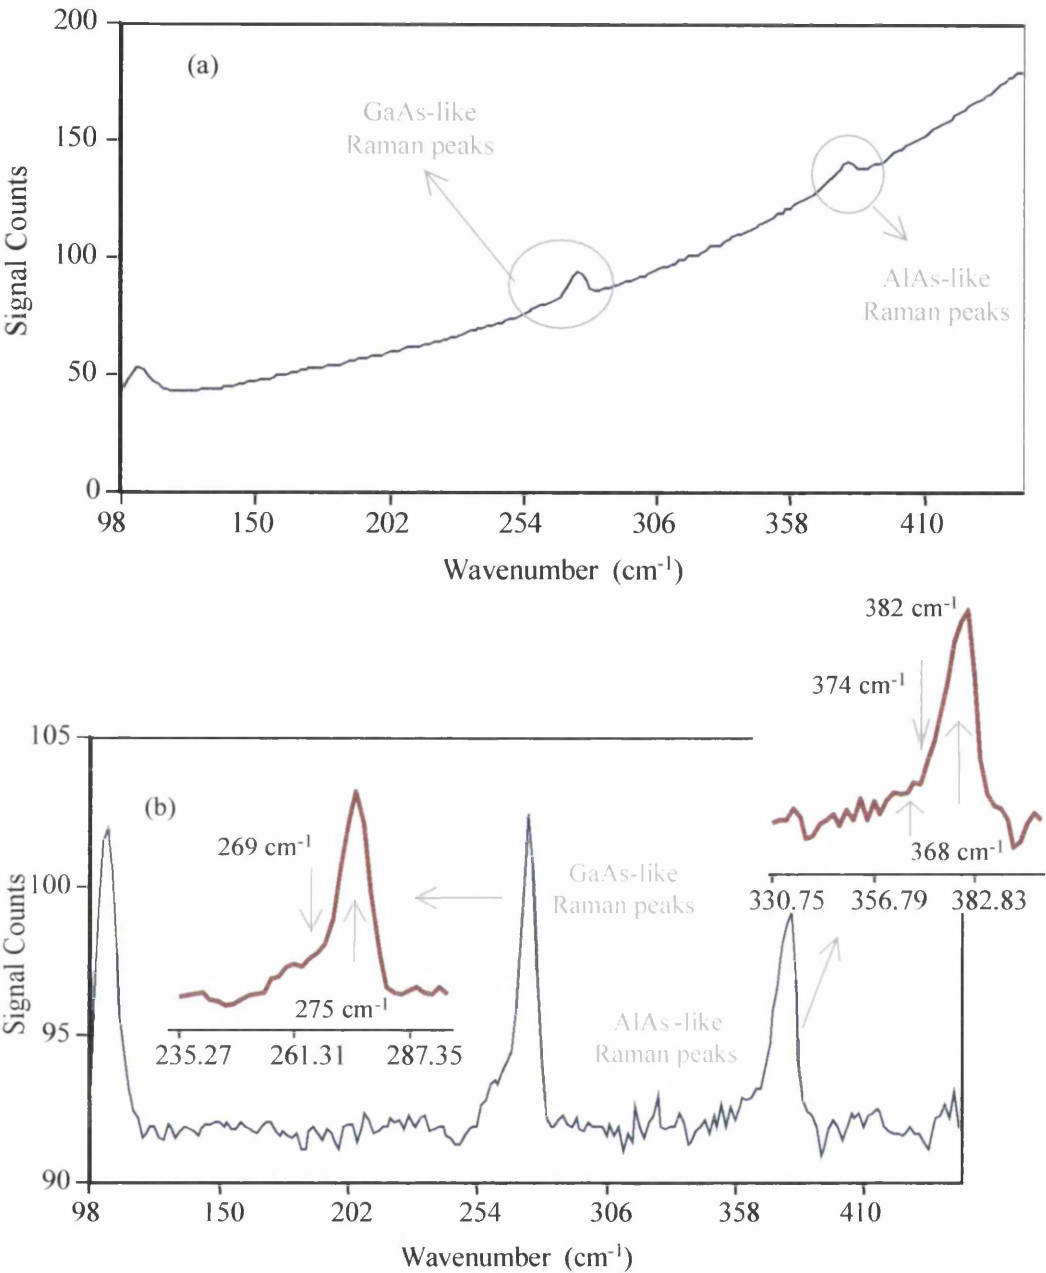 200
(a)
GaAs-like
Raman peaks
150
Signal Counts
100
AlAs-like
Raman peaks
50
0
98 150 202 254 306 358 410
Wavenumber (cm-1)
382 cm-1
374 cm-1
105
(b)
269 cm-1
368 cm-1
GaAs-like
Raman peaks
100
330.75 356.79 382.83
Signal Counts
275 cm-1
AlAs-like
Raman peaks
95
235.27 261.31 287.35
90
98 150 202 254 306 358 410
Wavenumber (cm-1)